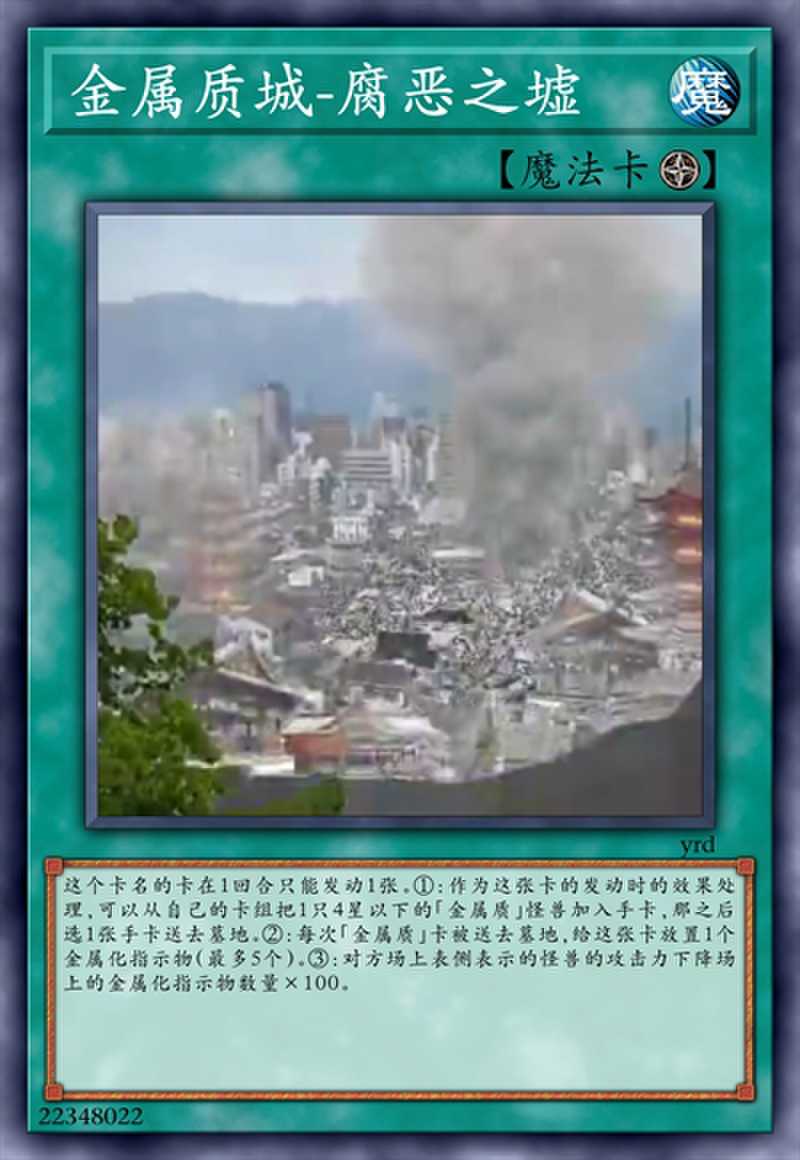 金属质城-腐恶之墟
魔
【魔法卡】
yrd
这个卡名的卡在1回合只能发动1张。①:作为这张卡的发动时的效果处
理,可以从自己的卡组把1只4星以下的「金属质」怪兽加入手卡,那之后
选1张手卡送去墓地。②:每次「金属质」卡被送去墓地,给这张卡放置1个
金属化指示物(最多5个)。③:对方场上表侧表示的怪兽的攻击力下降场
上的金属化指示物数量×100。
22348022